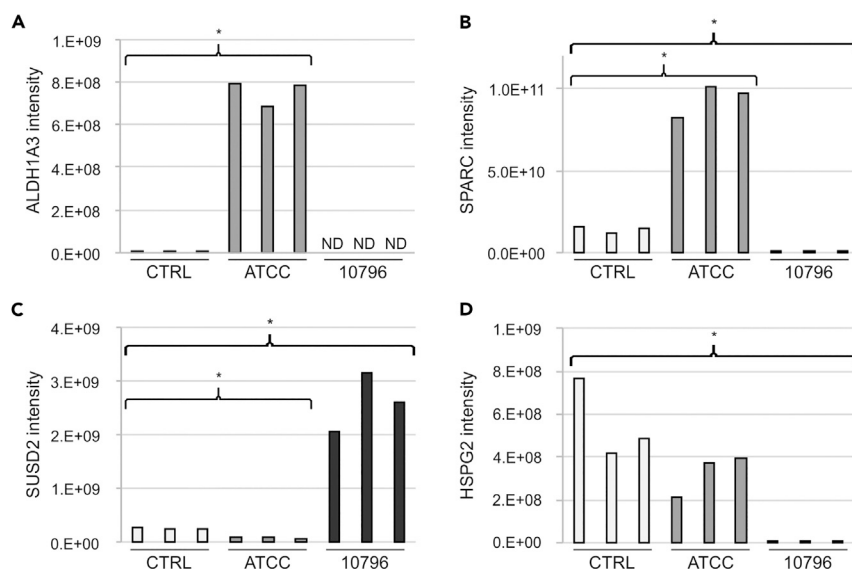 A
ALDH1A3 intensity
1.E+09
8.E+08
6.E+08
4.E+08
2.E+08
0.E+00
*
ND ND ND
CTRL ATCC 10796
B
SPARC intensity
1.0E+11
5.0E+10
0.0E+00
*
*
CTRL ATCC 10796
C
SUSD2 intensity
4.E+09
3.E+09
2.E+09
1.E+09
0.E+00
*
*
CTRL ATCC 10796
D
HSPG2 intensity
1.E+09
8.E+08
6.E+08
4.E+08
2.E+08
0.E+00
*
CTRL ATCC 10796